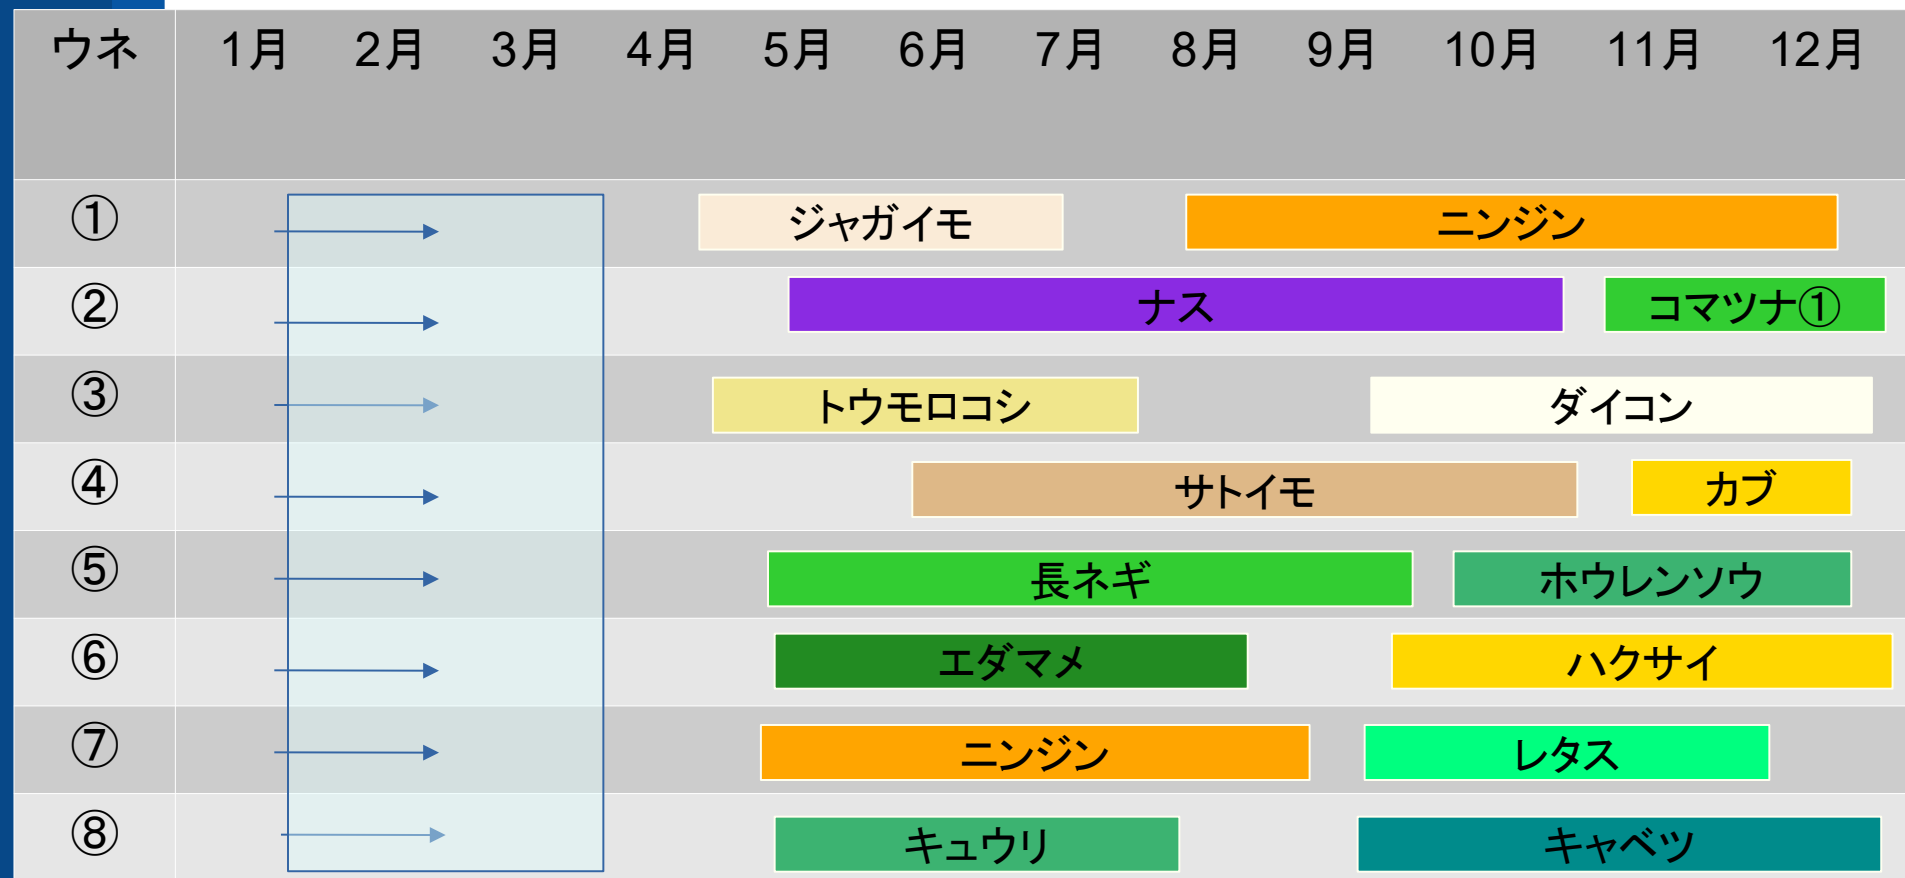 ウネ 1月 2月 3月 4月 5月 6月 7月 8月 9月 10月 11月 12月
① ジャガイモ ニンジン
② ナス コマツナ①
③ トウモロコシ ダイコン
④ サトイモ カブ
⑤ 長ネギ ホウレンソウ
⑥ エダマメ ハクサイ
⑦ ニンジン レタス
⑧ キュウリ キャベツ